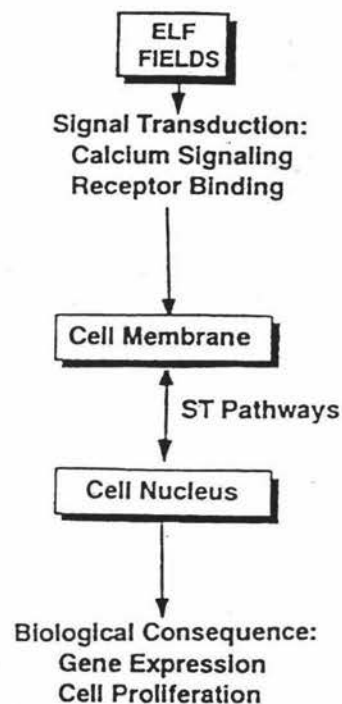 ELF
FIELDS
Signal Transduction:
Calcium Signaling
Receptor Binding
Cell Membrane
ST Pathways
Cell Nucleus
Biological Consequence:
Gene Expression
Cell Proliferation